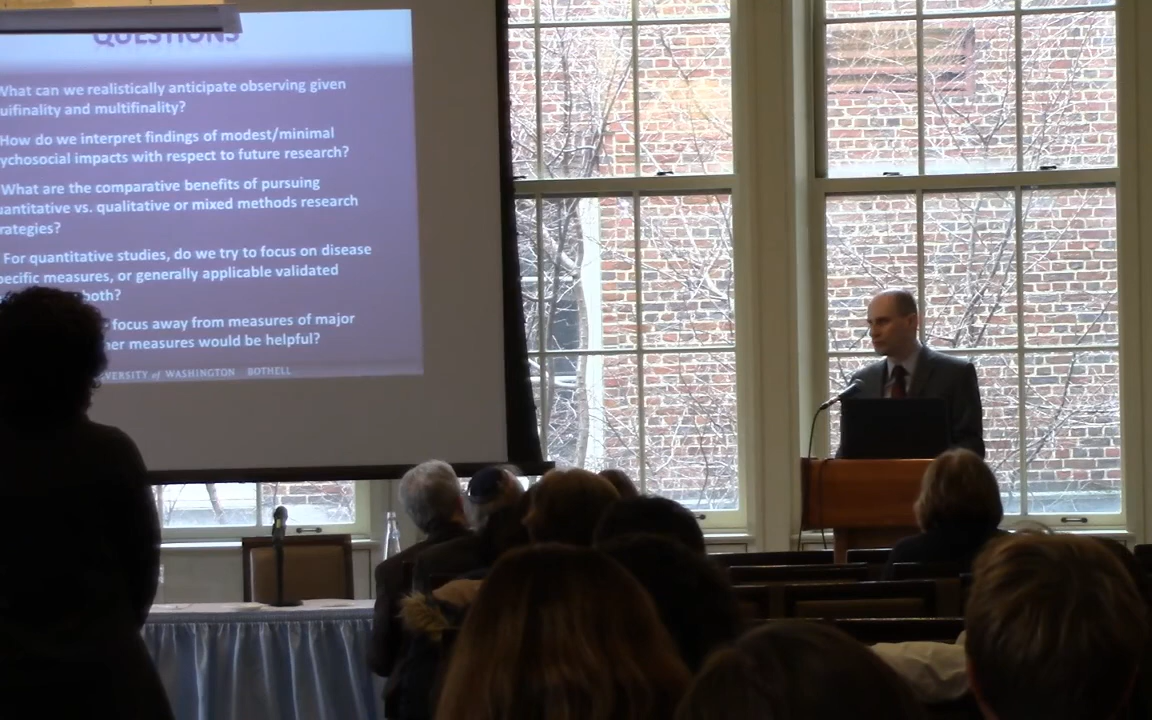 QUESTIONS
What can we realistically anticipate observing given
uifinality and multifinality?
How do we interpret findings of modest/minimal
ychosocial impacts with respect to future research?
What are the comparative benefits of pursuing
uantitative vs. qualitative or mixed methods research
rategies?
For quantitative studies, do we try to focus on disease
pecific measures, or generally applicable validated
both?
focus away from measures of major
her measures would be helpful?
VERSITY of WASHINGTON BOTHELL